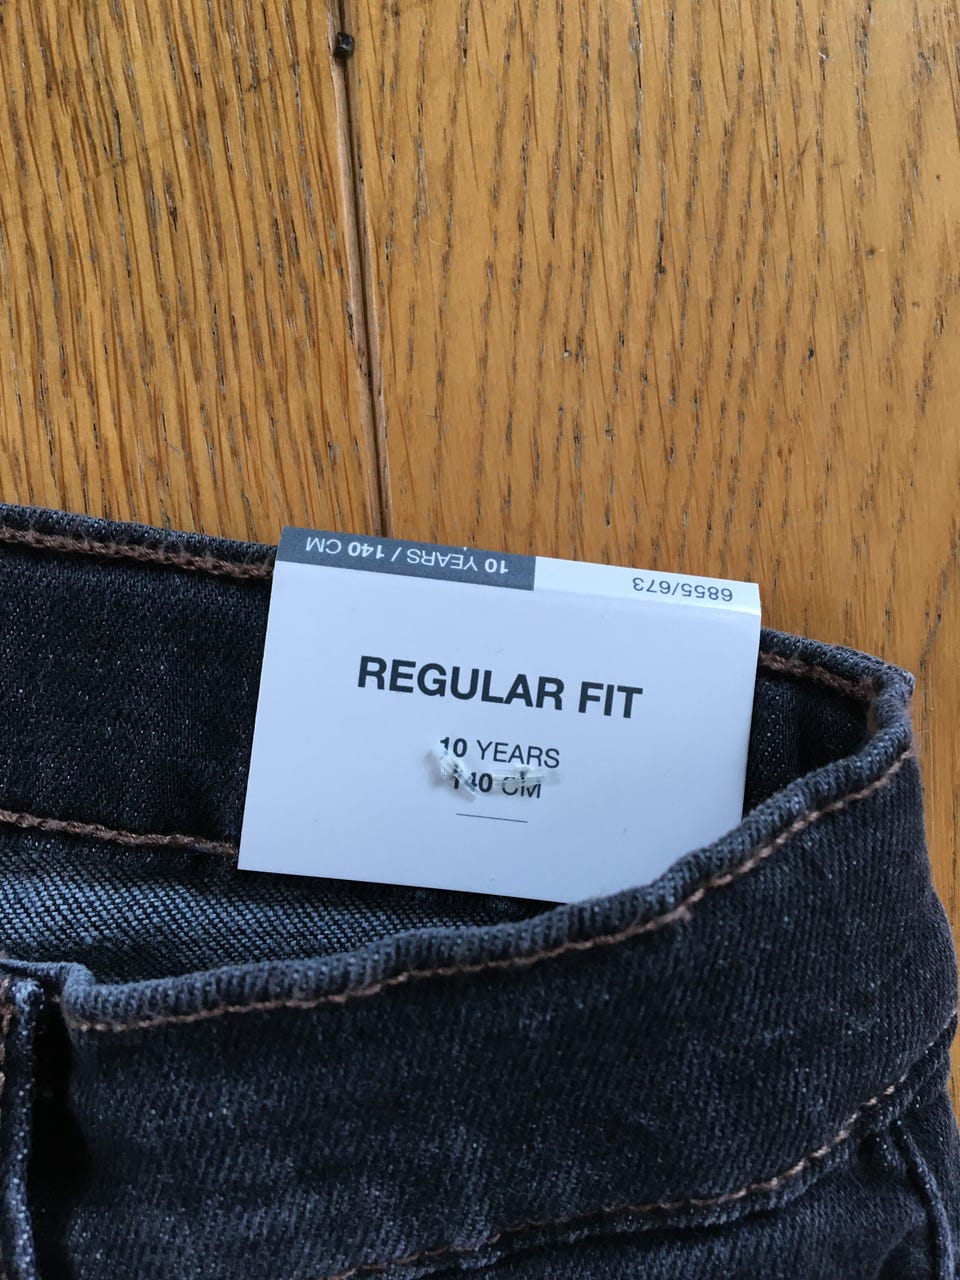 10 YEARS / 140 CM
6855/673
REGULAR FIT
10 YEARS
140 CM